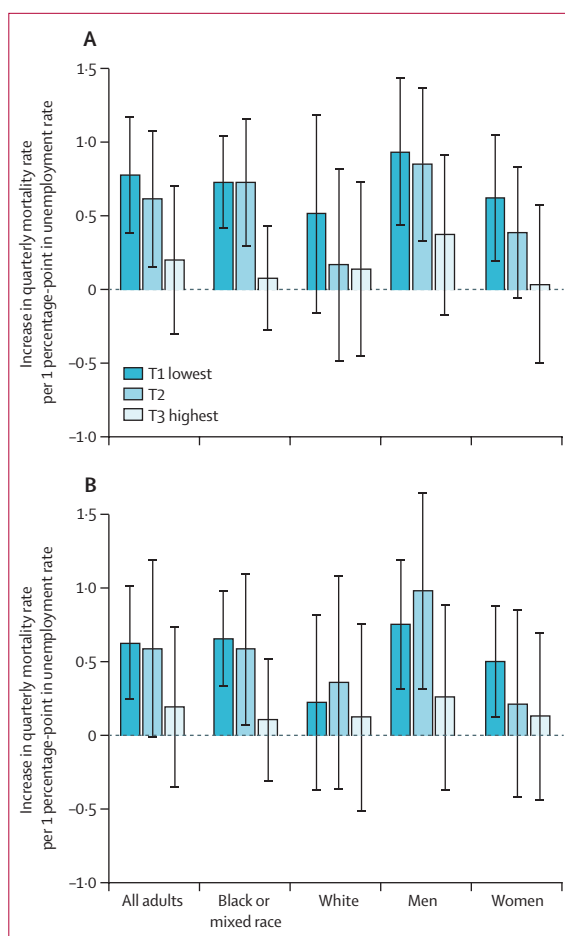 A
Increase in quarterly mortality rate
per 1 percentage-point in unemployment rate
1·5
1·0
0·5
0
–0·5
–1·0
T1 lowest
T2
T3 highest
B
Increase in quarterly mortality rate
per 1 percentage-point in unemployment rate
1·5
1·0
0·5
0
–0·5
–1·0
All adults
Black or
mixed race
White
Men
Women